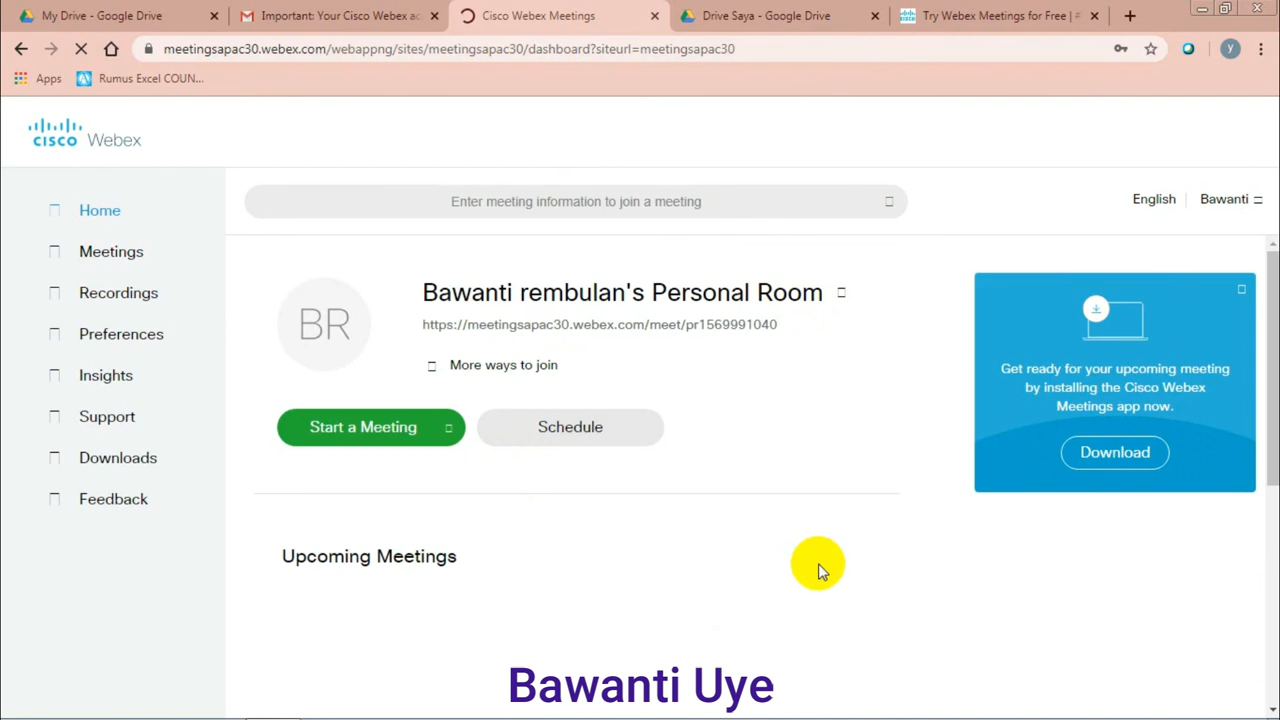 My Drive - Google Drive
Important: Your Cisco Webex ac
Cisco Webex Meetings
Drive Saya - Google Drive
Try Webex Meetings for Free | #
meetingsapac30.webex.com/webappng/sites/meetingsapac30/dashboard?siteurl=meetingsapac30
y
Apps
Rumus Excel COUN...
cisco Webex
Enter meeting information to join a meeting
English
Bawanti
Home
Meetings
Recordings
Preferences
Insights
Support
Downloads
Feedback
BR
Bawanti rembulan's Personal Room
https://meetingsapac30.webex.com/meet/pr1569991040
More ways to join
Start a Meeting
Schedule
Get ready for your upcoming meeting
by installing the Cisco Webex
Meetings app now.
Download
Upcoming Meetings
Bawanti Uye